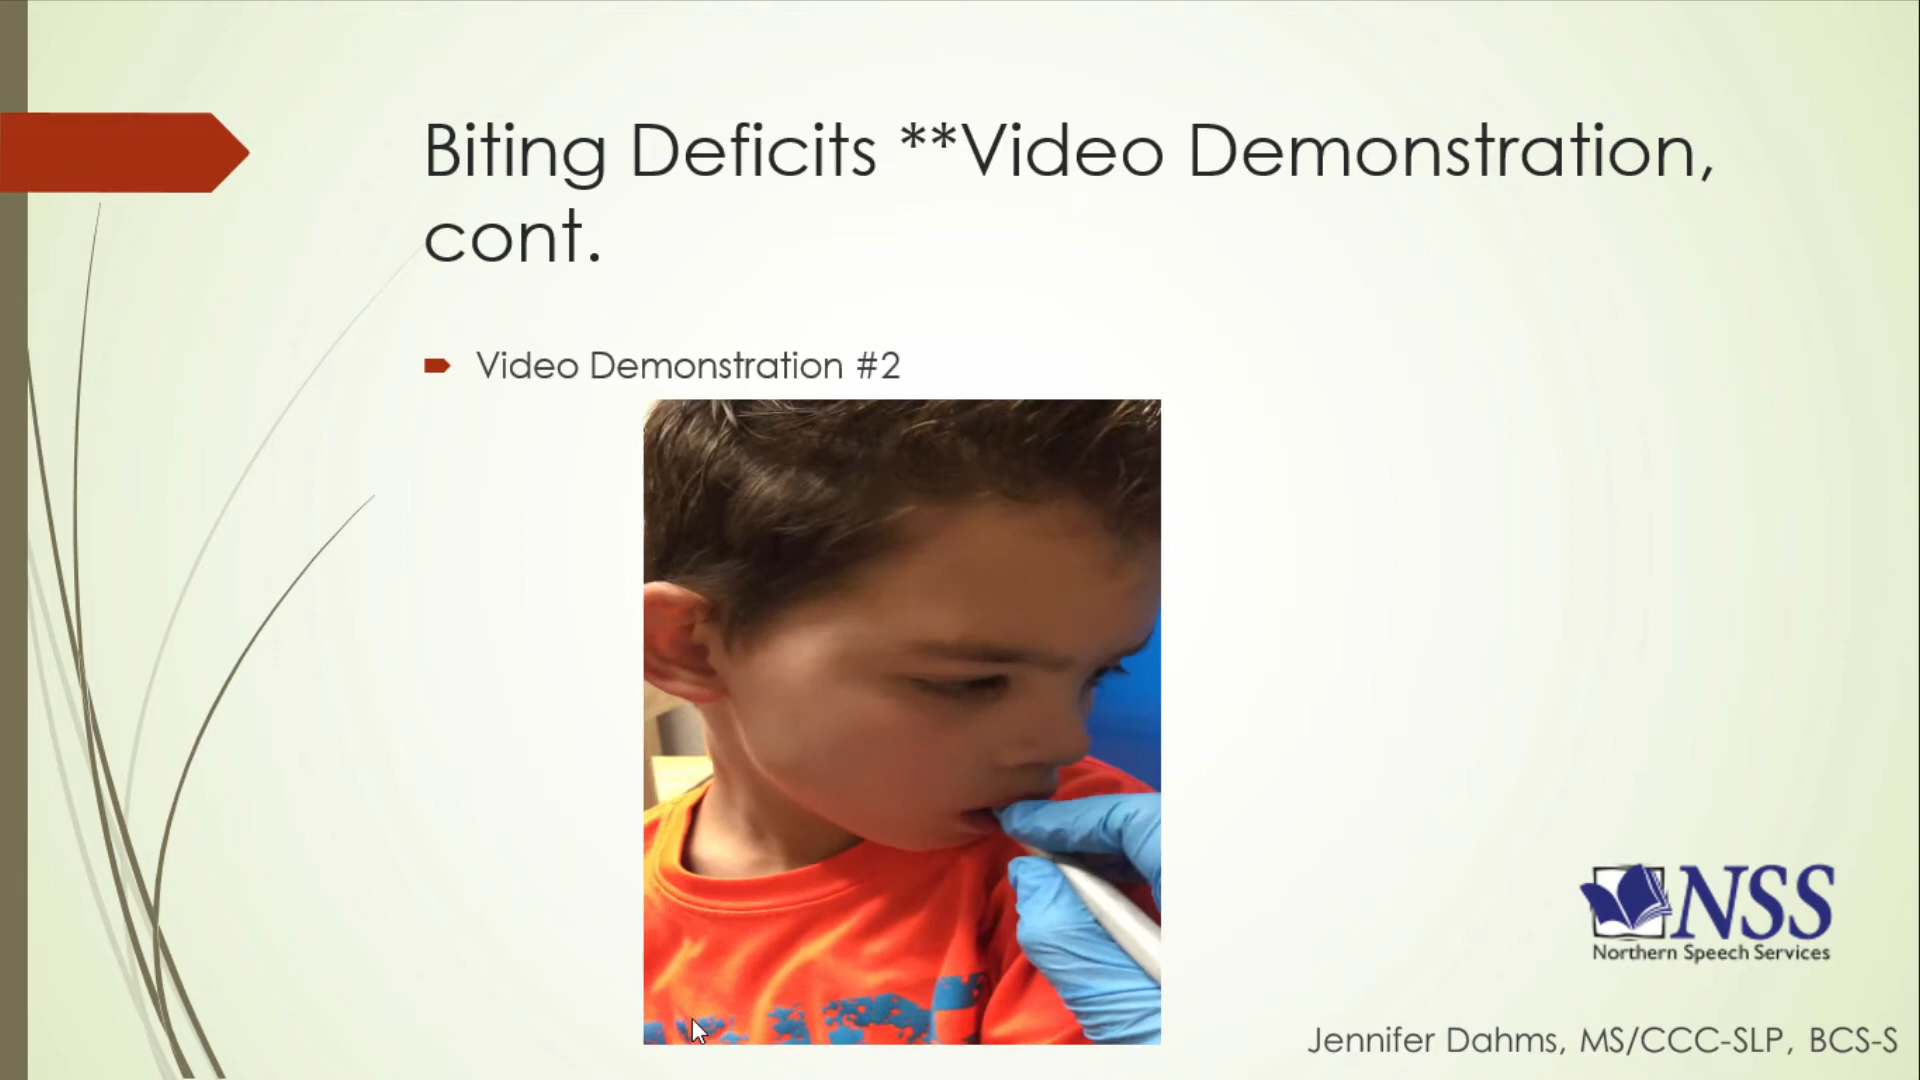 Biting Deficits **Video Demonstration,
cont.
Video Demonstration #2
NSS
Northern Speech Services
Jennifer Dahms, MS/CCC-SLP, BCS-S